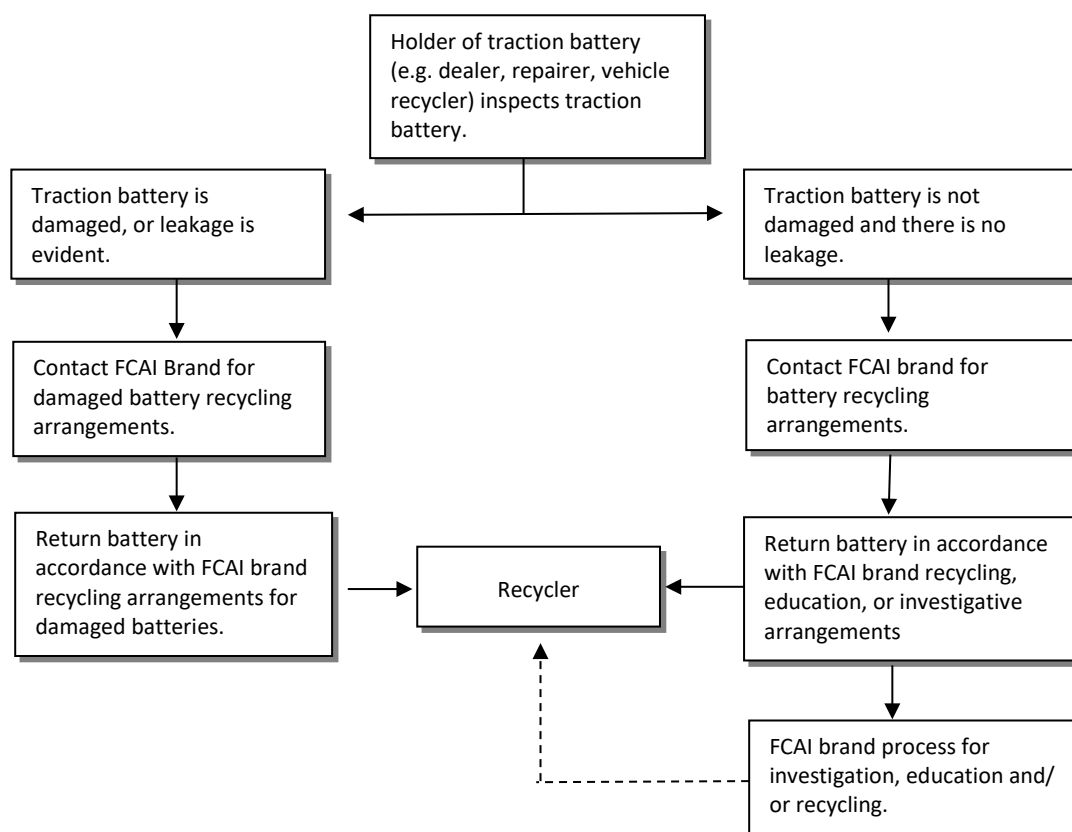 Holder of traction battery
(e.g. dealer, repairer, vehicle
recycler) inspects traction
battery.
Traction battery is
damaged, or leakage is
evident.
Traction battery is not
damaged and there is no
leakage.
Contact FCAI Brand for
damaged battery recycling
arrangements.
Contact FCAI brand for
battery recycling
arrangements.
Return battery in
accordance with FCAI brand
recycling arrangements for
damaged batteries.
Recycler
Return battery in accordance
with FCAI brand recycling,
education, or investigative
arrangements
FCAI brand process for
investigation, education and/
or recycling.